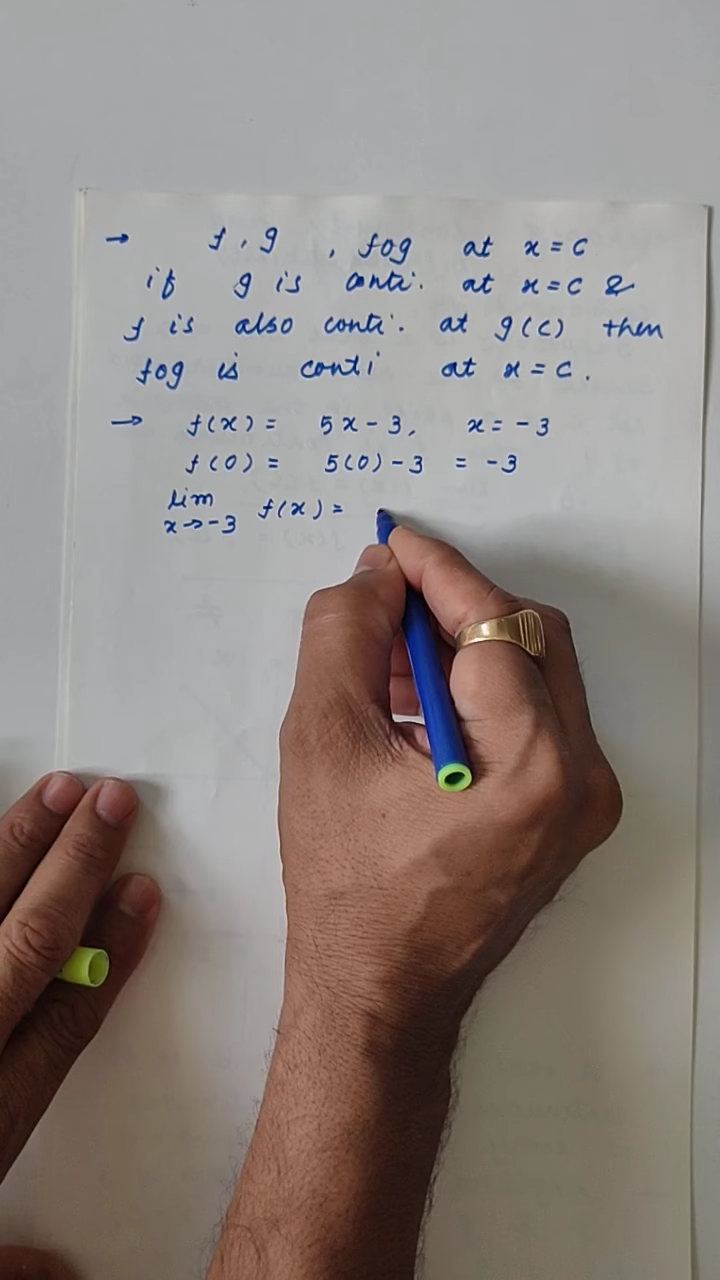 → f, g , fog at x = c
if g is conti. at x = c &
f is also conti. at g(c) then
fog is conti at x = c.
→ f(x) = 5x - 3, x = -3
f(0) = 5(0) - 3 = -3
lim x→-3 f(x) =